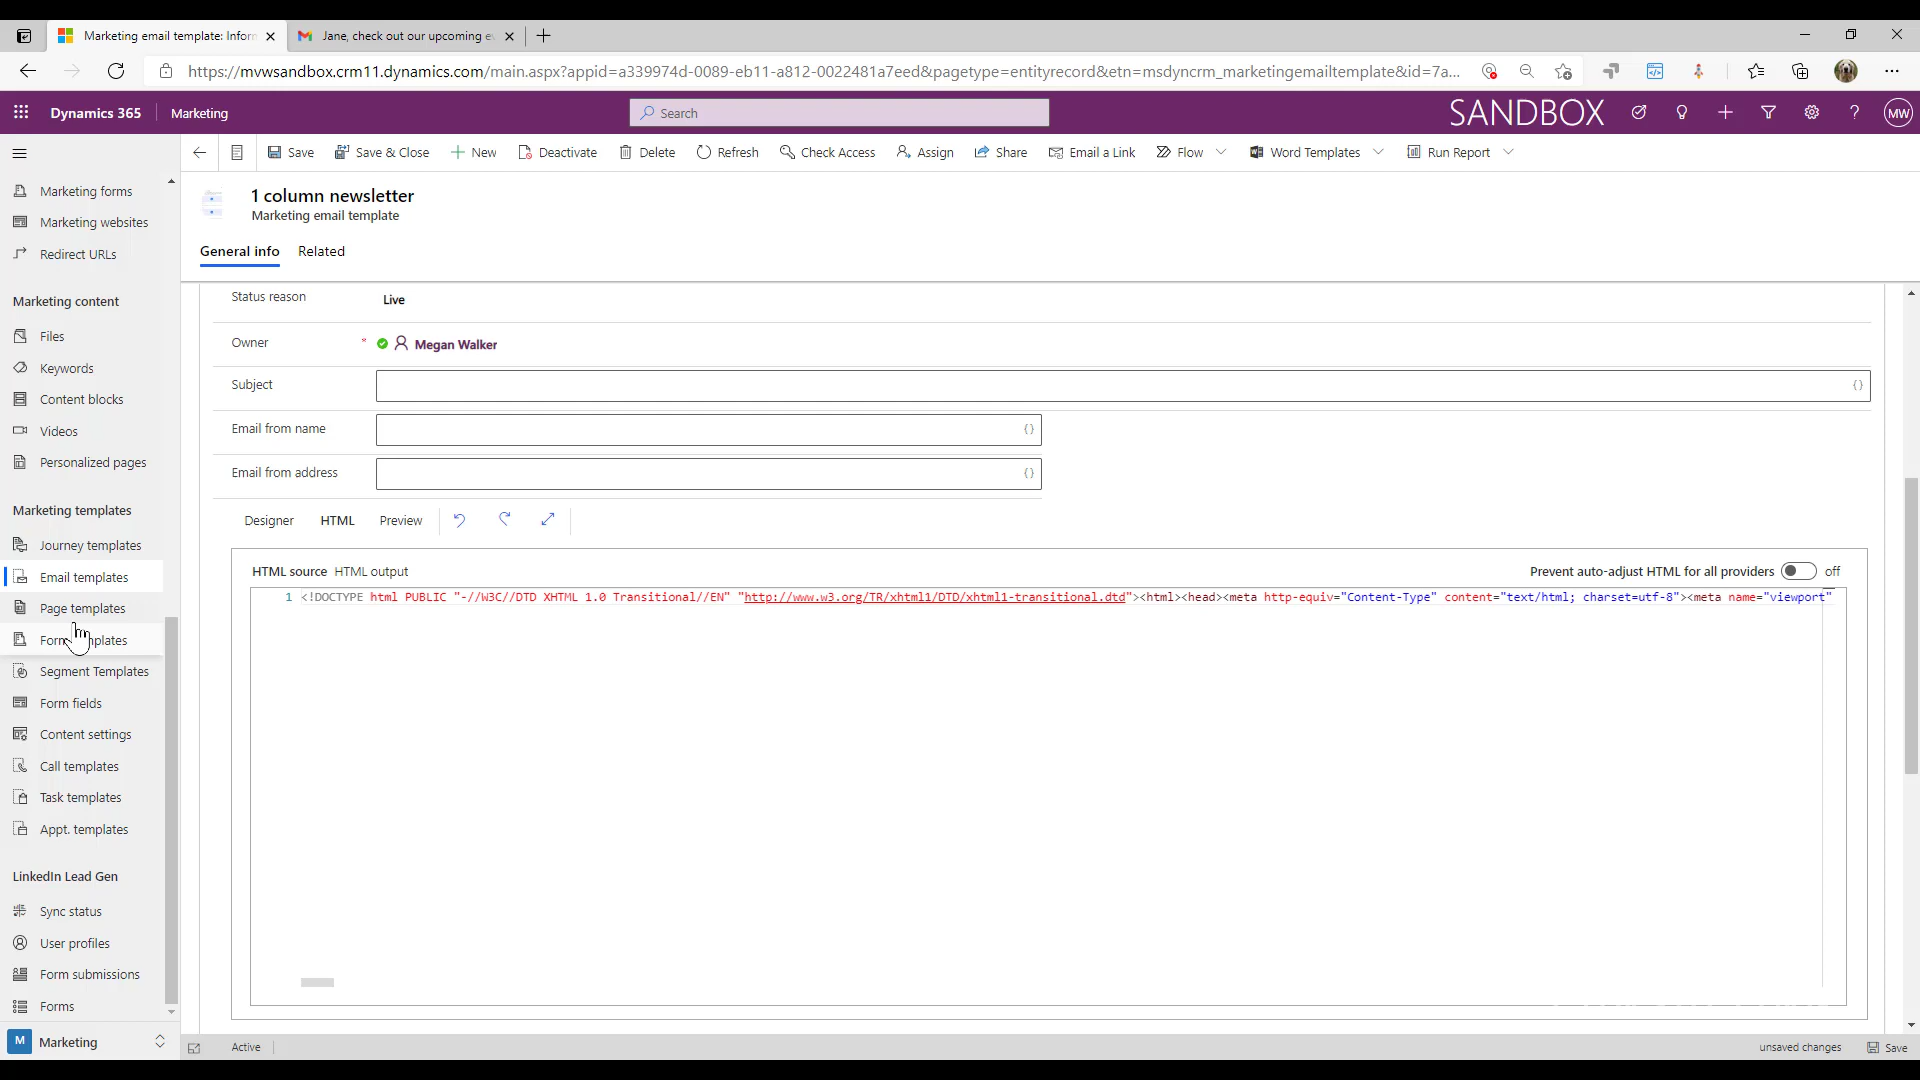 Marketing email template: Inforn
Jane, check out our upcoming ev
https://mvwsandbox.crm11.dynamics.com/main.aspx?appid=a339974d-0089-eb11-a812-0022481a7eed&pagetype=entityrecord&etn=msdyncrm_marketingemailtemplate&id=7a...
Dynamics 365
Marketing
Search
SANDBOX
MW
Save
Save & Close
New
Deactivate
Delete
Refresh
Check Access
Assign
Share
Email a Link
Flow
Word Templates
Run Report
Marketing forms
Marketing websites
Redirect URLs
Marketing content
Files
Keywords
Content blocks
Videos
Personalized pages
Marketing templates
Journey templates
Email templates
Page templates
Segment Templates
Form fields
Content settings
Call templates
Task templates
Appt. templates
LinkedIn Lead Gen
Sync status
User profiles
Form submissions
Forms
M
Marketing
1 column newsletter
Marketing email template
General info
Related
Status reason
Live
Owner
*
Megan Walker
Subject
{}
Email from name
{}
Email from address
{}
Designer
HTML
Preview
HTML source
HTML output
Prevent auto-adjust HTML for all providers
off
1 <!DOCTYPE html PUBLIC "-//W3C//DTD XHTML 1.0 Transitional//EN" "http://www.w3.org/TR/xhtml1/DTD/xhtml1-transitional.dtd"><html><head><meta http-equiv="Content-Type" content="text/html; charset=utf-8"><meta name="viewport"
Active
unsaved changes
Save